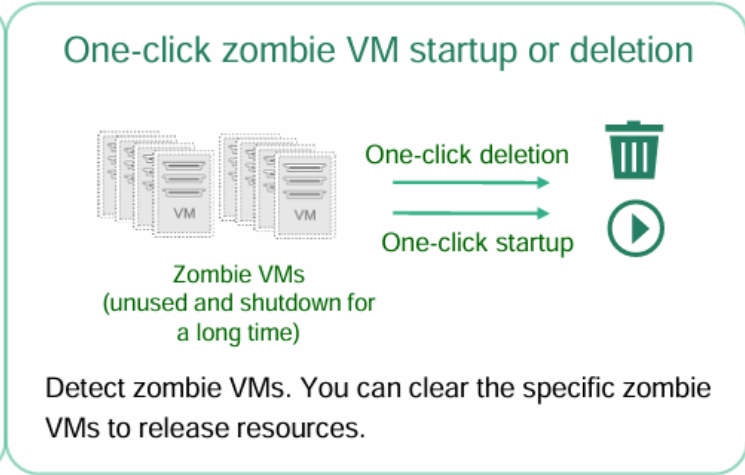 One-click zombie VM startup or deletion
One-click deletion
VM
VM
One-click startup
Zombie VMs
(unused and shutdown for
a long time)
Detect zombie VMs. You can clear the specific zombie
VMs to release resources.